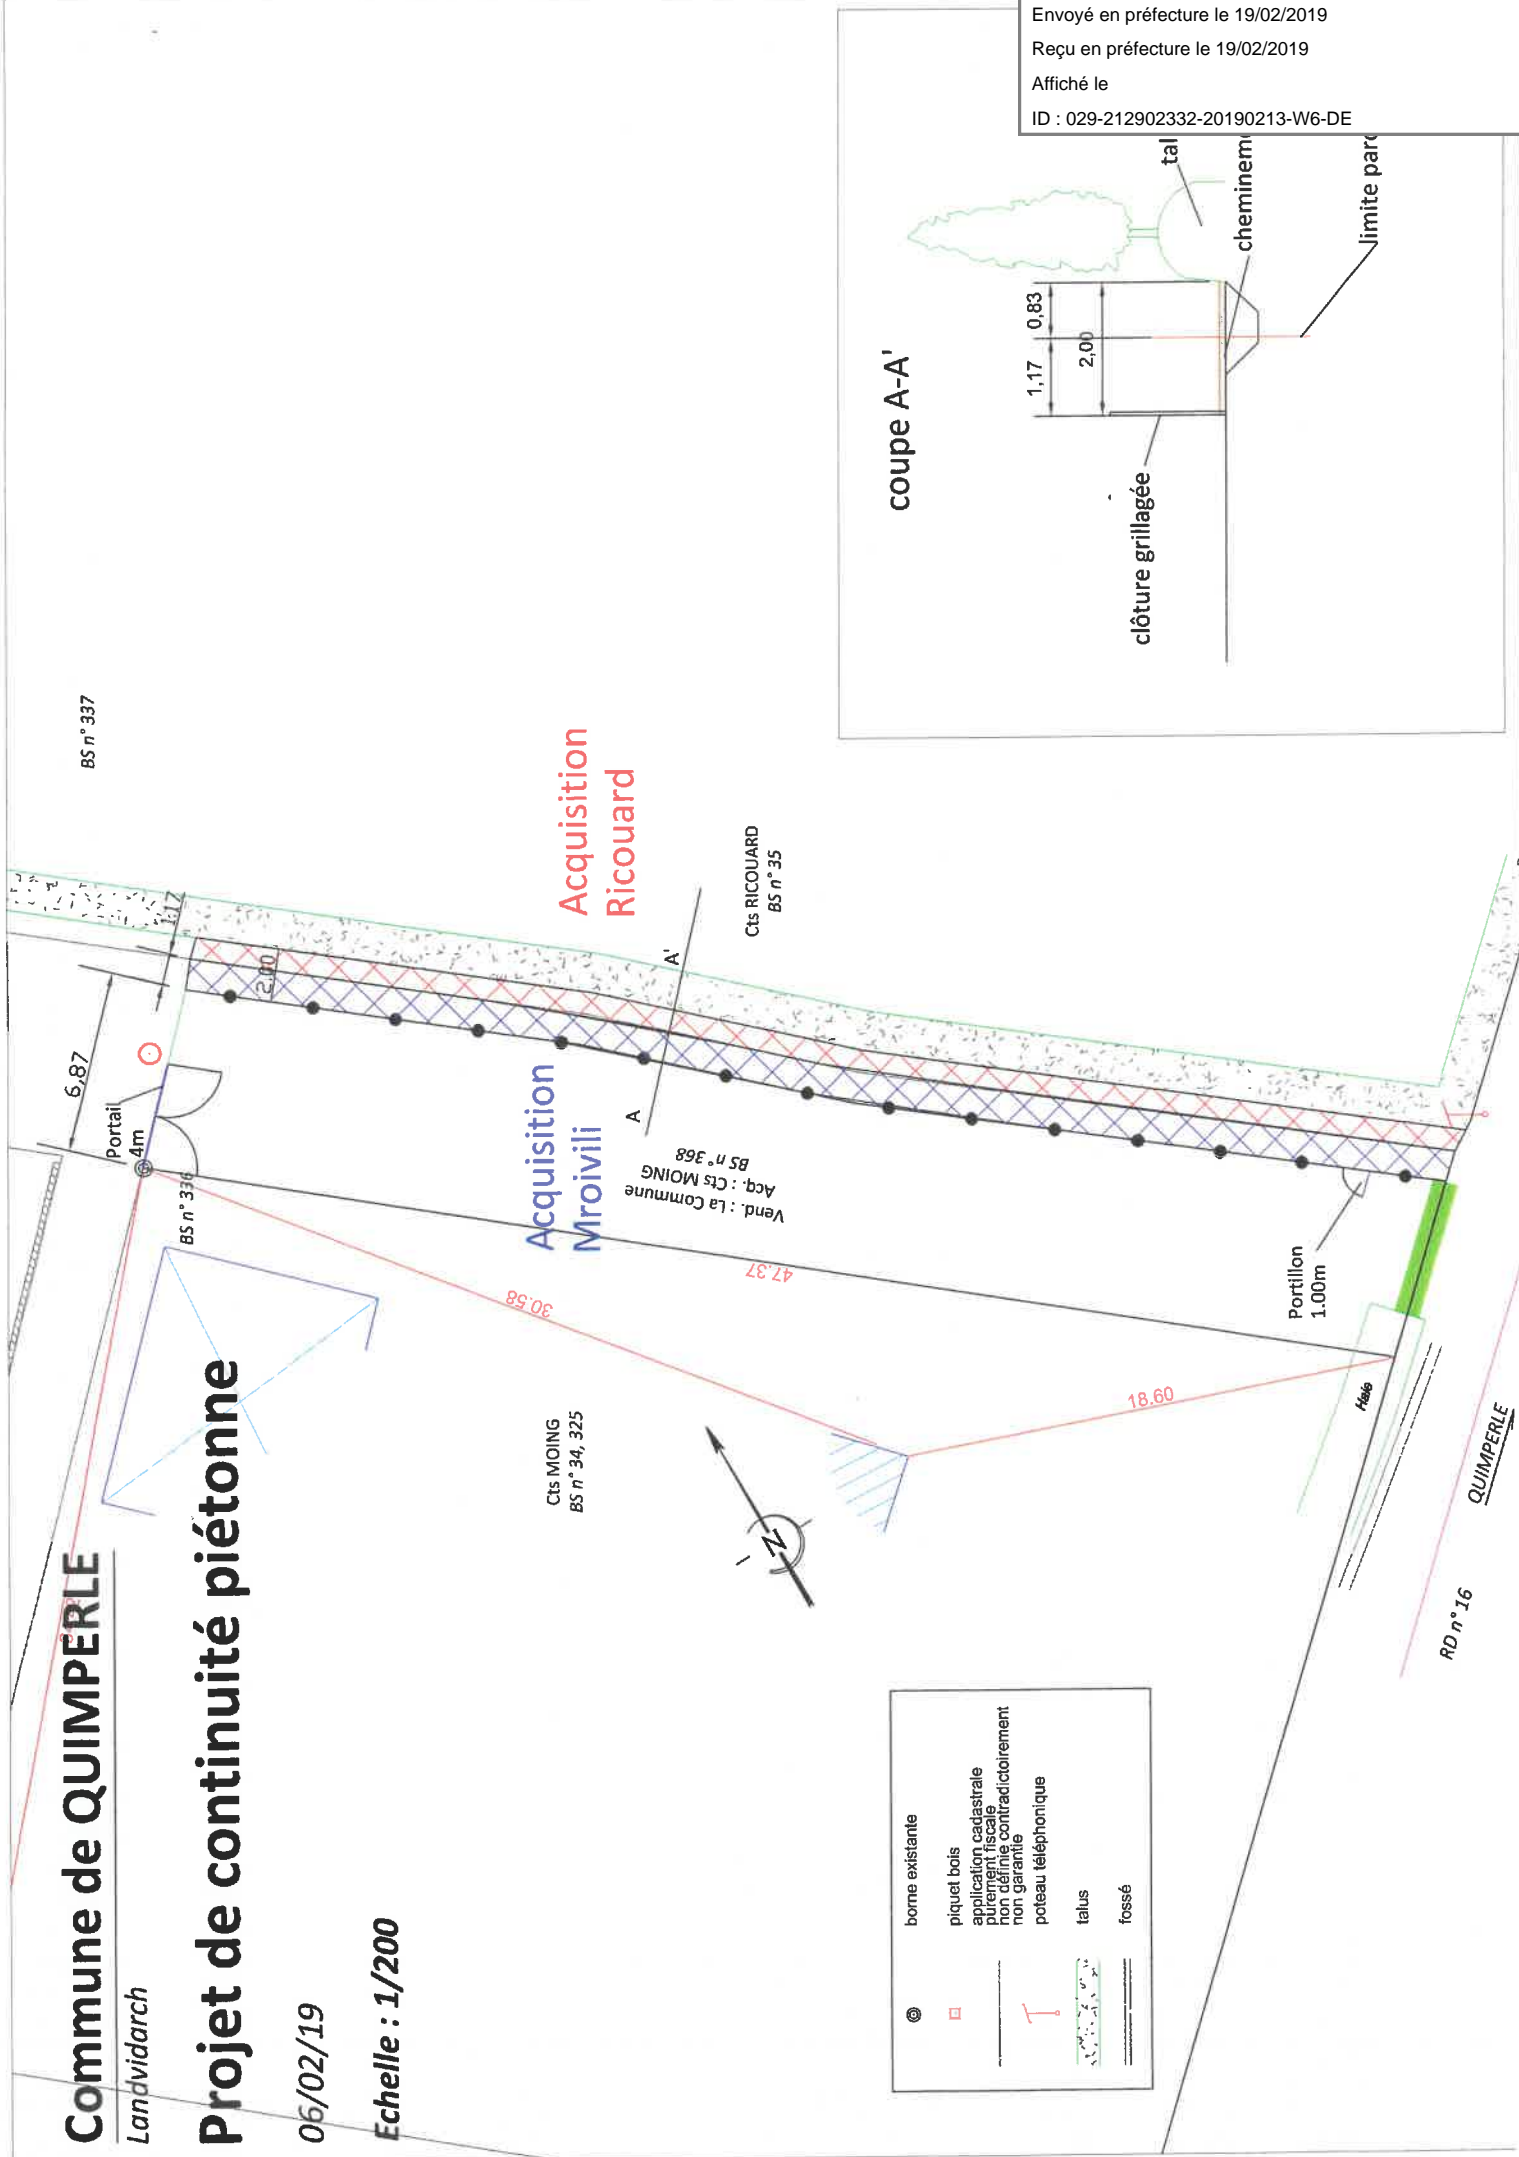 Envoyé en préfecture le 19/02/2019
Reçu en préfecture le 19/02/2019
Affiché le
ID : 029-212902332-20190213-W6-DE
Commune de QUIMPERLE
Landvidarch
Projet de continuité piétonne
06/02/19
Echelle : 1/200
BS n° 337
6,87
1.17
2.00
Portail
4m
BS n° 336
Acquisition
Mroivili
Acquisition
Ricouard
A
A'
Vend. : La Commune
Acq. : Cts MOING
BS n° 368
Cts RICOUARD
BS n° 35
47.37
30.58
18.60
Cts MOING
BS n° 34, 325
N
Portillon
1.00m
Haie
QUIMPERLE
RD n° 16
coupe A-A'
1,17
0,83
2,00
clôture grillagée
tal
cheminem
limite parc
borne existante
piquet bois
application cadastrale
purement fiscale
non définie contradictoirement
non garantie
poteau téléphonique
talus
fossé